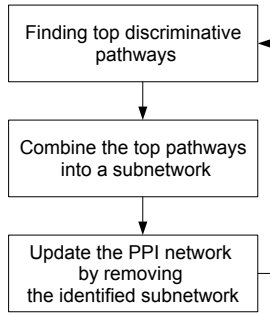 Finding top discriminative
pathways
Combine the top pathways
into a subnetwork
Update the PPI network
by removing
the identified subnetwork